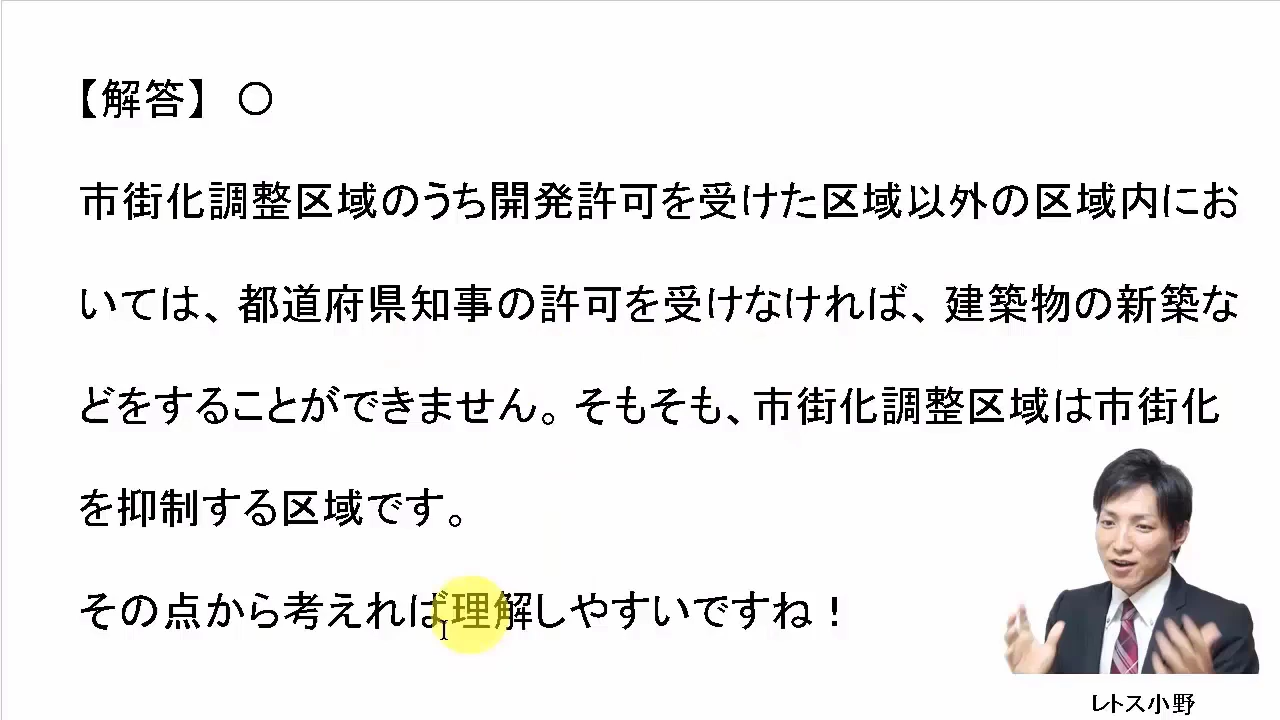 【解答】 ○
市街化調整区域のうち開発許可を受けた区域以外の区域内にお
いては、都道府県知事の許可を受けなければ、建築物の新築な
どをすることができません。そもそも、市街化調整区域は市街化
を抑制する区域です。
その点から考えれば理解しやすいですね！
レトス小野